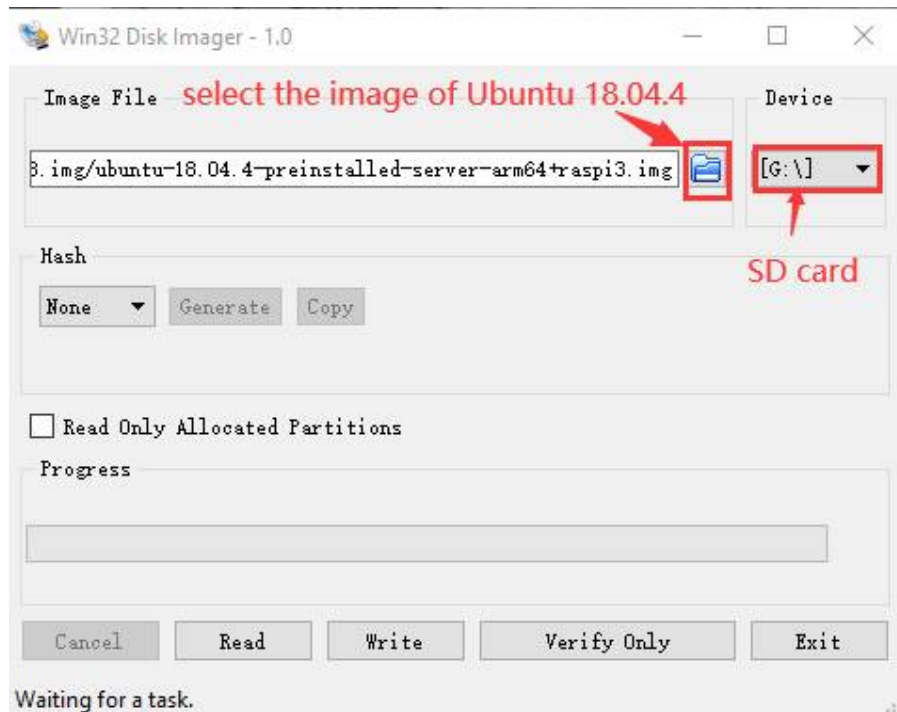 Win32 Disk Imager - 1.0
Image File
select the image of Ubuntu 18.04.4
Device
3.img/ubuntu-18.04.4-preinstalled-server-arm64+raspi3.img
[G:\]
SD card
Hash
None
Generate
Copy
Read Only Allocated Partitions
Progress
Cancel
Read
Write
Verify Only
Exit
Waiting for a task.